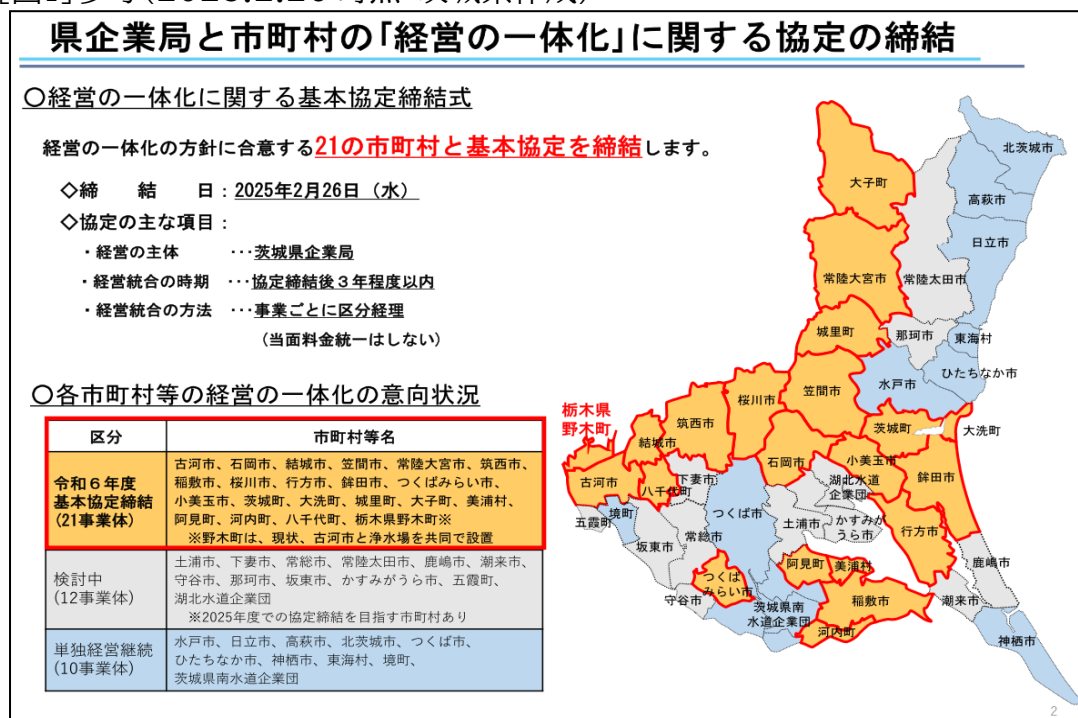 県企業局と市町村の「経営の一体化」に関する協定の締結
〇経営の一体化に関する基本協定締結式
経営の一体化の方針に合意する21の市町村と基本協定を締結します。
◇締　結　日：2025年2月26日（水）
◇協定の主な項目：
・経営の主体　…茨城県企業局
・経営統合の時期　…協定締結後３年程度以内
・経営統合の方法　…事業ごとに区分経理
（当面料金統一はしない）
〇各市町村等の経営の一体化の意向状況
区分　市町村等名
令和６年度
基本協定締結
(21事業体)
古河市、石岡市、結城市、笠間市、常陸大宮市、筑西市、
稲敷市、桜川市、行方市、鉾田市、つくばみらい市、
小美玉市、茨城町、大洗町、城里町、大子町、美浦村、
阿見町、河内町、八千代町、栃木県野木町※
※野木町は、現状、古河市と浄水場を共同で設置
検討中
(12事業体)
土浦市、下妻市、常総市、常陸太田市、鹿嶋市、潮来市、
守谷市、那珂市、坂東市、かすみがうら市、五霞町、
湖北水道企業団
※2025年度での協定締結を目指す市町村あり
単独経営継続
(10事業体)
水戸市、日立市、高萩市、北茨城市、つくば市、
ひたちなか市、神栖市、東海村、境町、
茨城県南水道企業団
北茨城市
大子町
高萩市
日立市
常陸大宮市
常陸太田市
城里町
那珂市
東海村
ひたちなか市
水戸市
笠間市
桜川市
栃木県
野木町
筑西市
茨城町
大洗町
結城市
石岡市
小美玉市
古河市
八千代町
下妻市
湖北水道
企業団
鉾田市
五霞町
境町
つくば市
土浦市
かすみが
うら市
行方市
坂東市
常総市
鹿嶋市
阿見町
美浦村
つくば
みらい市
守谷市
稲敷市
潮来市
茨城県南
水道企業団
河内町
神栖市
2